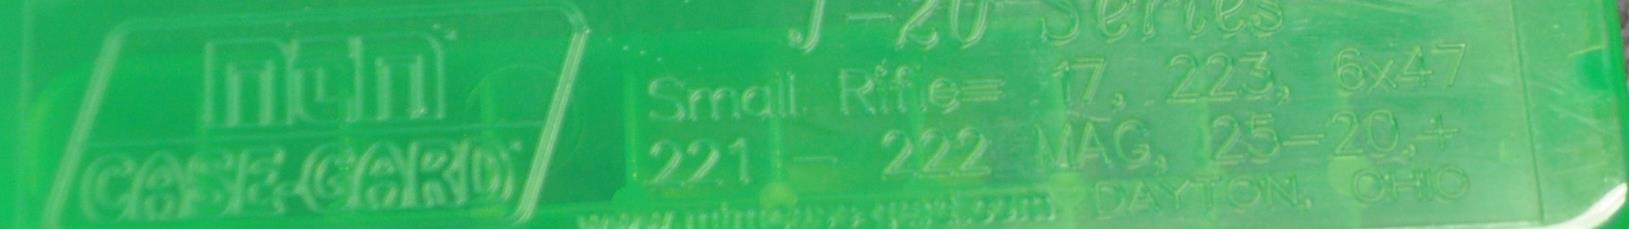 MTM
CASE-GARD
J-20 Series
Small Rifle= .17, .223, 6x47
221 - 222 MAG, 25-20,+
DAYTON, OHIO